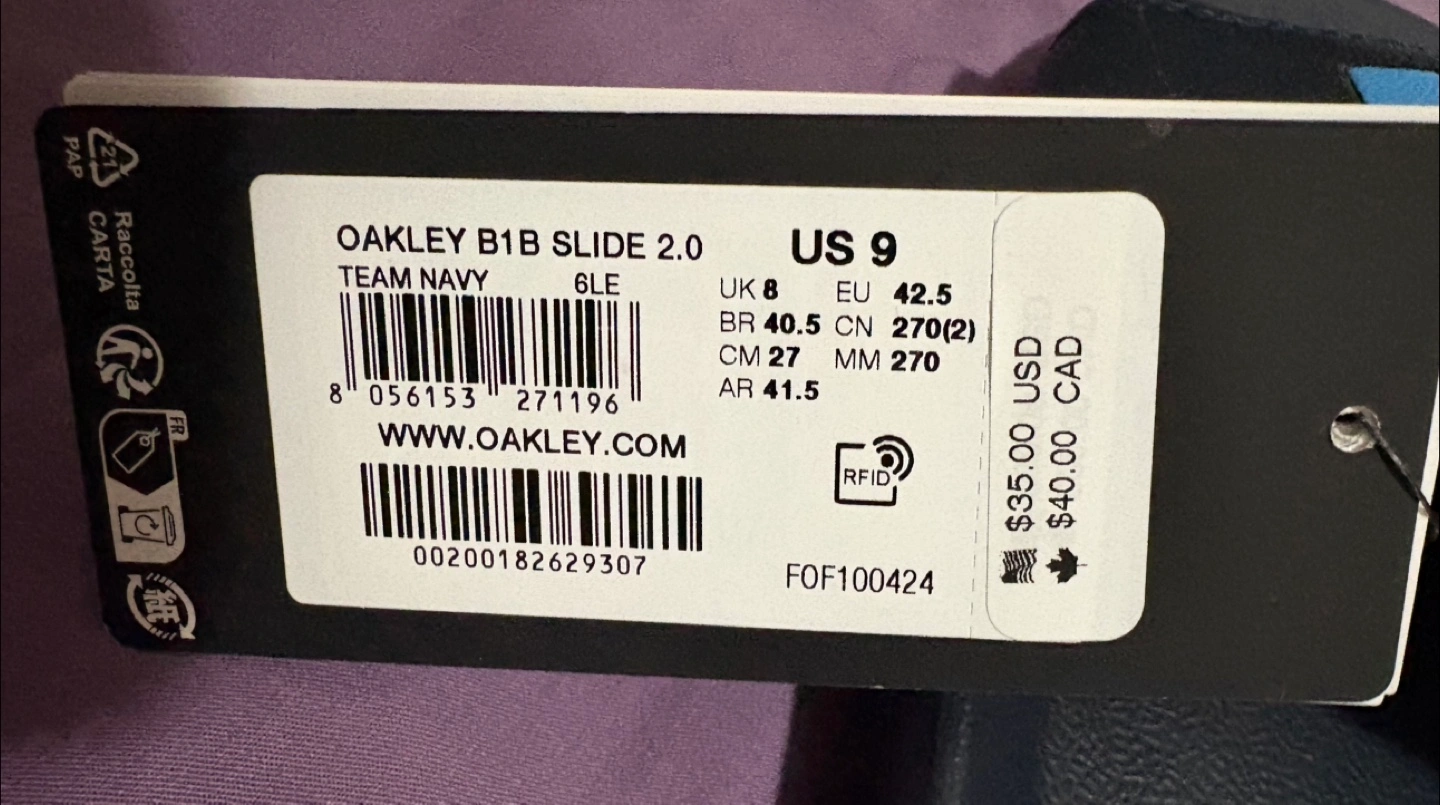 21
PAP
Raccolta
CARTA
FR
紙
OAKLEY B1B SLIDE 2.0
TEAM NAVY 6LE
8 056153 271196
WWW.OAKLEY.COM
00200182629307
US 9
UK 8 EU 42.5
BR 40.5 CN 270(2)
CM 27 MM 270
AR 41.5
RFID
FOF100424
$35.00 USD
$40.00 CAD